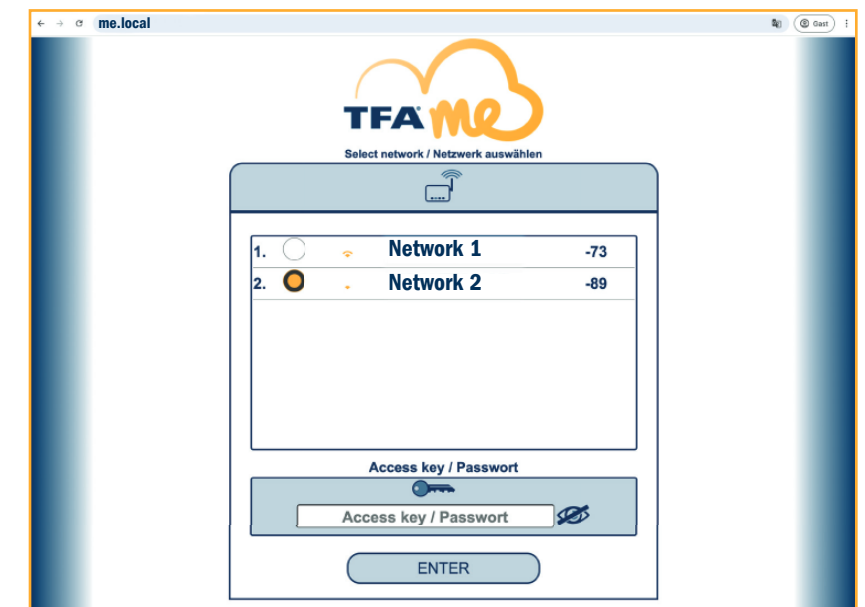 me.local
Gast
TFA me
Select network / Netzwerk auswählen
1. Network 1 -73
2. Network 2 -89
Access key / Passwort
Access key / Passwort
ENTER